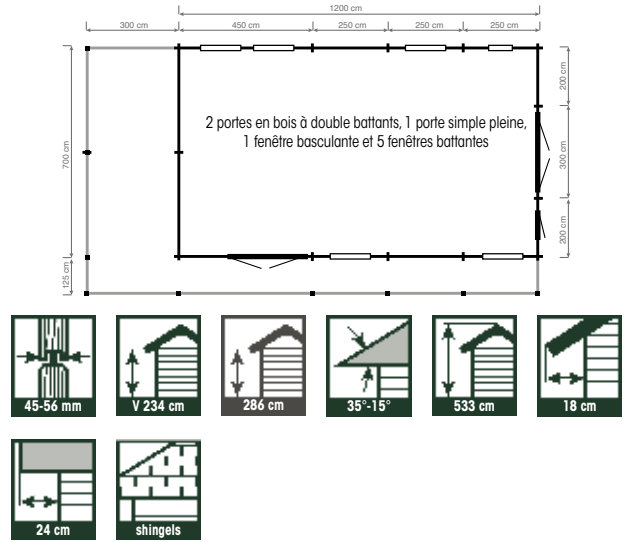 1200 cm
300 cm
450 cm
250 cm
250 cm
250 cm
700 cm
125 cm
200 cm
300 cm
200 cm
2 portes en bois à double battants, 1 porte simple pleine,
1 fenêtre basculante et 5 fenêtres battantes
45-56 mm
V 234 cm
286 cm
35°-15°
533 cm
18 cm
24 cm
shingels